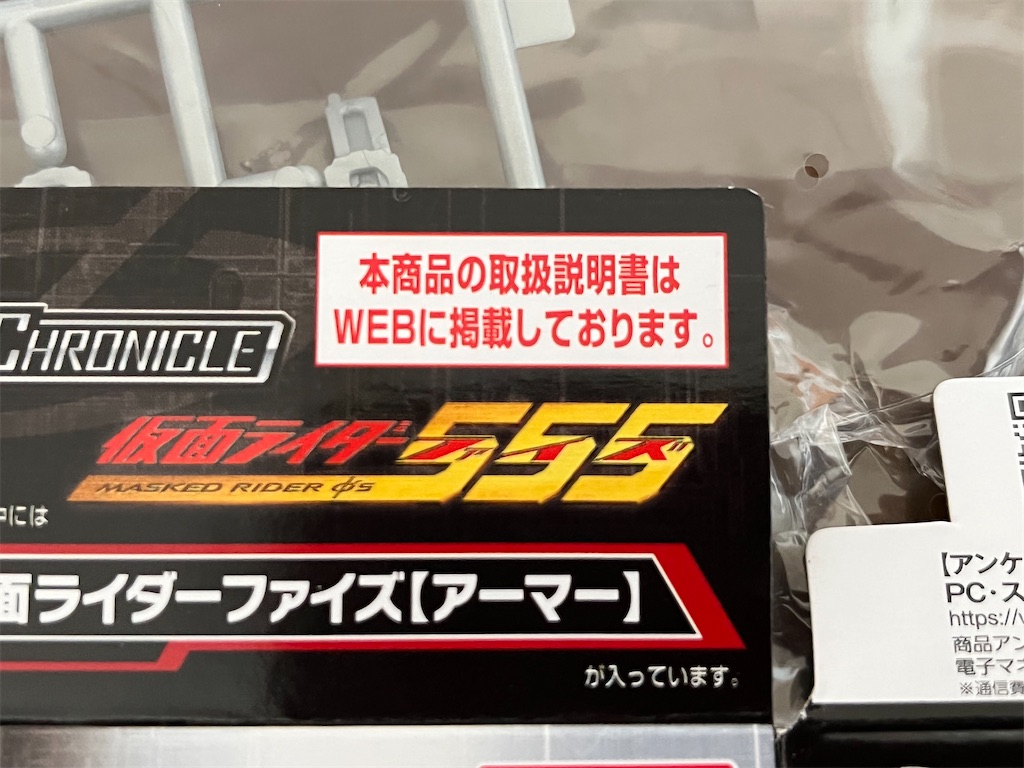 本商品の取扱説明書は
WEBに掲載しております。
CHRONICLE
仮面ライダー555
ファイズ
MASKED RIDER φ's
中には
面ライダーファイズ【アーマー】
が入っています。
【アンケ
PC・ス
https://
商品アン
電子マネ
※通信費